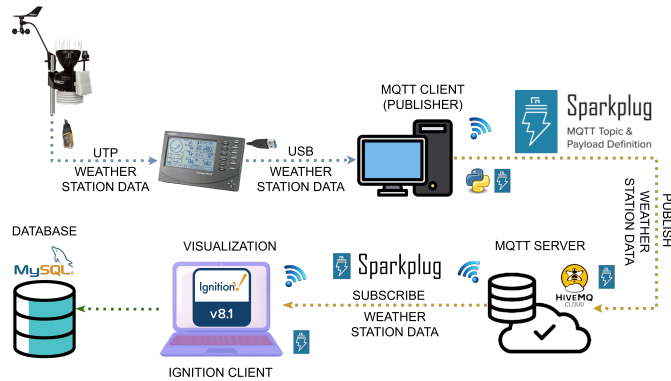 MQTT CLIENT
(PUBLISHER)
Sparkplug
MQTT Topic &
Payload Definition
UTP
WEATHER
STATION DATA
USB
WEATHER
STATION DATA
PUBLISH
WEATHER
STATION DATA
DATABASE
MySQL
VISUALIZATION
Ignition
v8.1
IGNITION CLIENT
Sparkplug
SUBSCRIBE
WEATHER
STATION DATA
MQTT SERVER
HIVEMQ
CLOUD